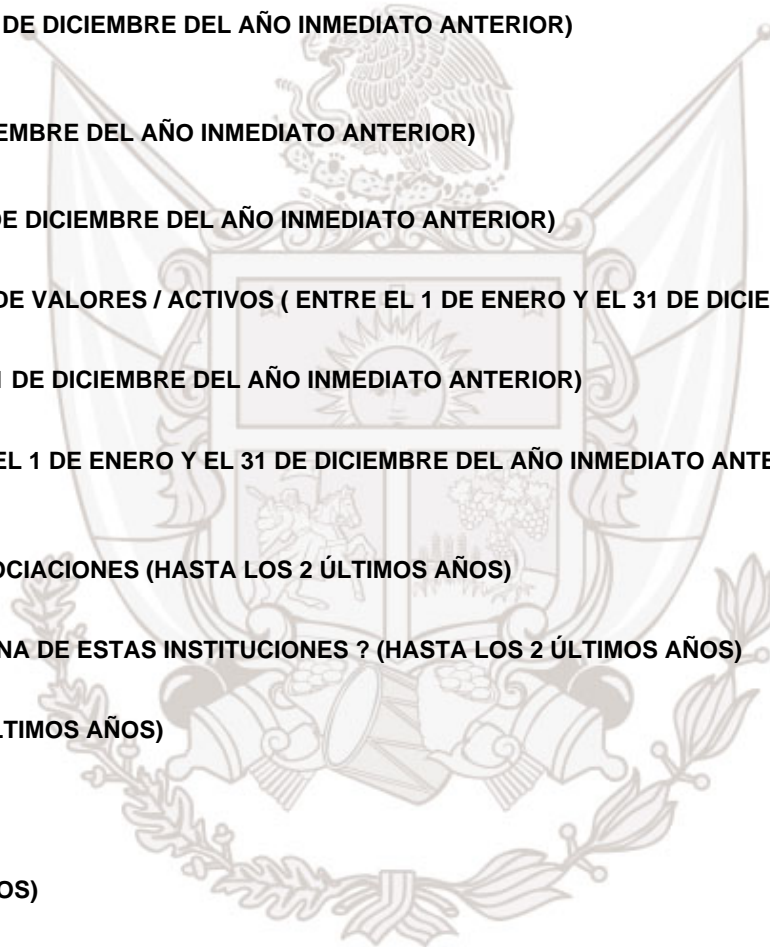 DE DICIEMBRE DEL AÑO INMEDIATO ANTERIOR)
EMBRE DEL AÑO INMEDIATO ANTERIOR)
DE DICIEMBRE DEL AÑO INMEDIATO ANTERIOR)
DE VALORES / ACTIVOS ( ENTRE EL 1 DE ENERO Y EL 31 DE DICIE
DE DICIEMBRE DEL AÑO INMEDIATO ANTERIOR)
EL 1 DE ENERO Y EL 31 DE DICIEMBRE DEL AÑO INMEDIATO ANTE
OCIACIONES (HASTA LOS 2 ÚLTIMOS AÑOS)
NA DE ESTAS INSTITUCIONES ? (HASTA LOS 2 ÚLTIMOS AÑOS)
LTIMOS AÑOS)
OS)